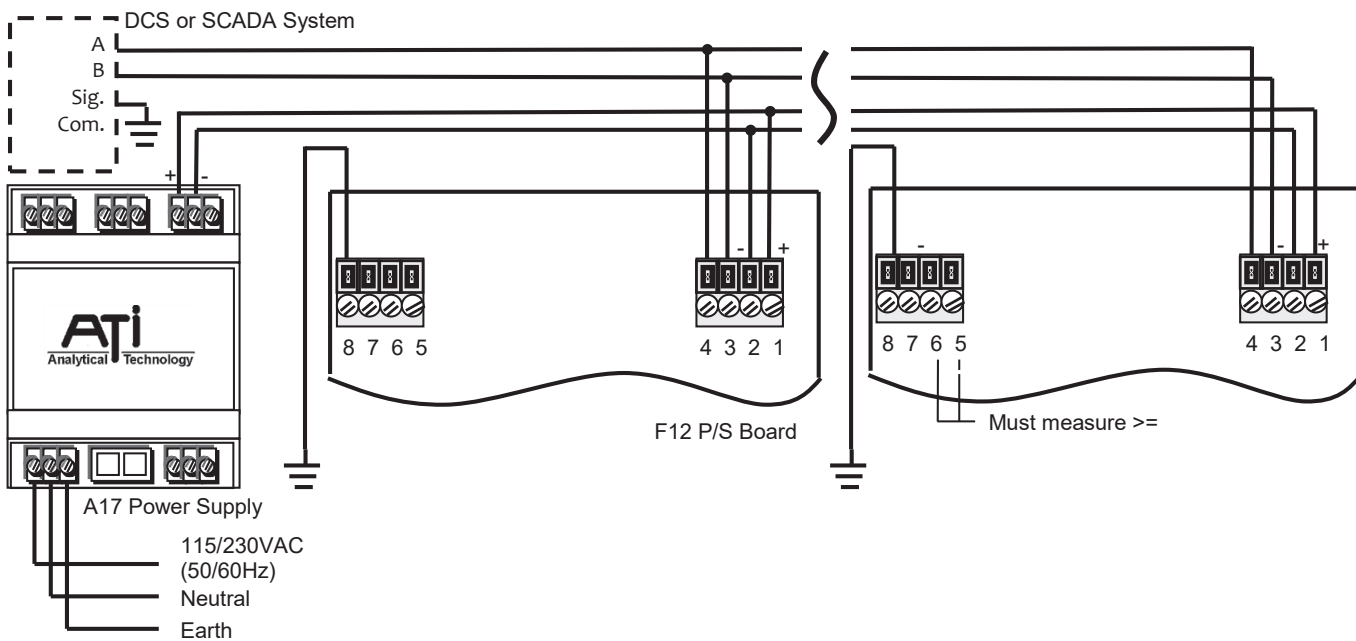 DCS or SCADA System
A
B
Sig.
Com.
+ -
- +
-
- +
8 7 6 5
4 3 2 1
8 7 6 5
4 3 2 1
ATi
Analytical Technology
F12 P/S Board
Must measure >=
A17 Power Supply
115/230VAC
(50/60Hz)
Neutral
Earth